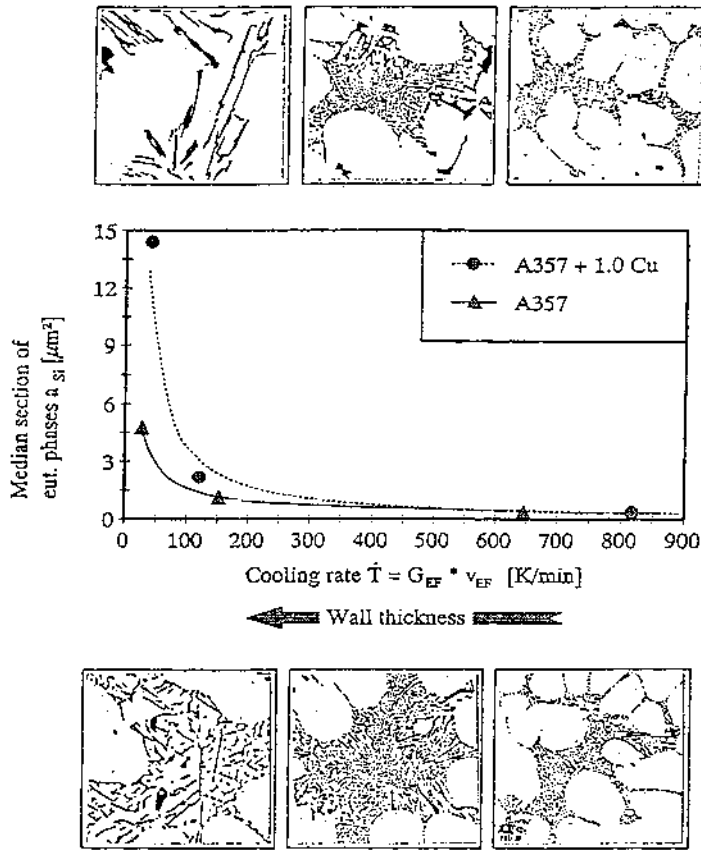 15
12
9
6
3
0
Median section of
eut. phases a Si [μm²]
A357 + 1.0 Cu
A357
0 100 200 300 400 500 600 700 800 900
Cooling rate Ṫ = G_EF * v_EF [K/min]
Wall thickness